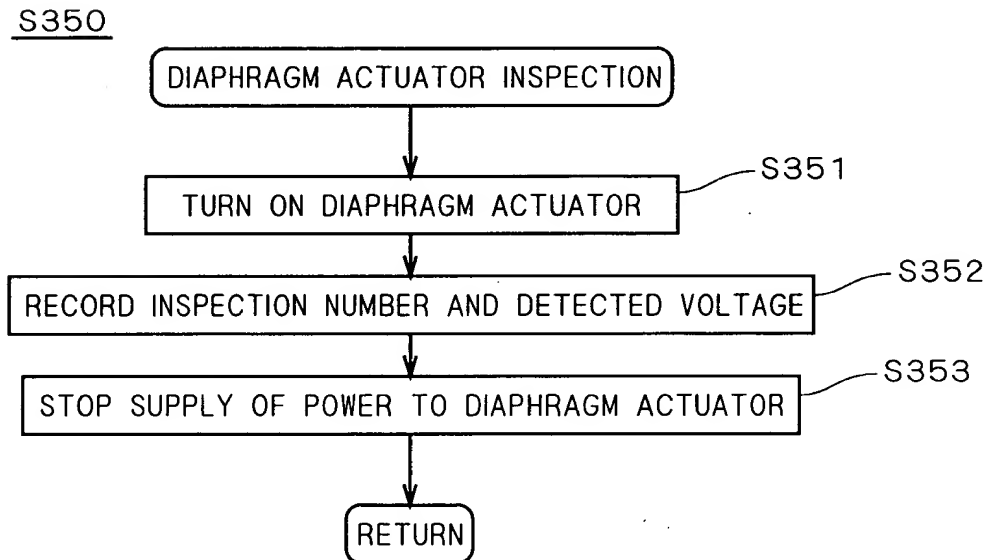 S350
DIAPHRAGM ACTUATOR INSPECTION
S351
TURN ON DIAPHRAGM ACTUATOR
S352
RECORD INSPECTION NUMBER AND DETECTED VOLTAGE
S353
STOP SUPPLY OF POWER TO DIAPHRAGM ACTUATOR
RETURN